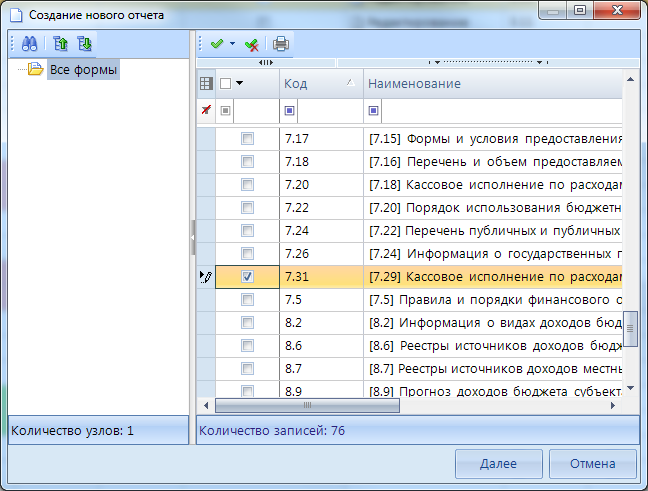 Создание нового отчета
Все формы
Код Наименование
7.17 [7.15] Формы и условия предоставления
7.18 [7.16] Перечень и объем предоставляем
7.20 [7.18] Кассовое исполнение по расходам
7.22 [7.20] Порядок использования бюджетн
7.24 [7.22] Перечень публичных и публичных
7.26 [7.24] Информация о государственных п
7.31 [7.29] Кассовое исполнение по расходам
7.5 [7.5] Правила и порядки финансового о
8.2 [8.2] Информация о видах доходов бюд
8.6 [8.6] Реестры источников доходов бюдж
8.7 [8.7] Реестры источников доходов местнь
8.9 [8.9] Прогноз доходов бюджета субъект
Количество узлов: 1
Количество записей: 76
Далее Отмена